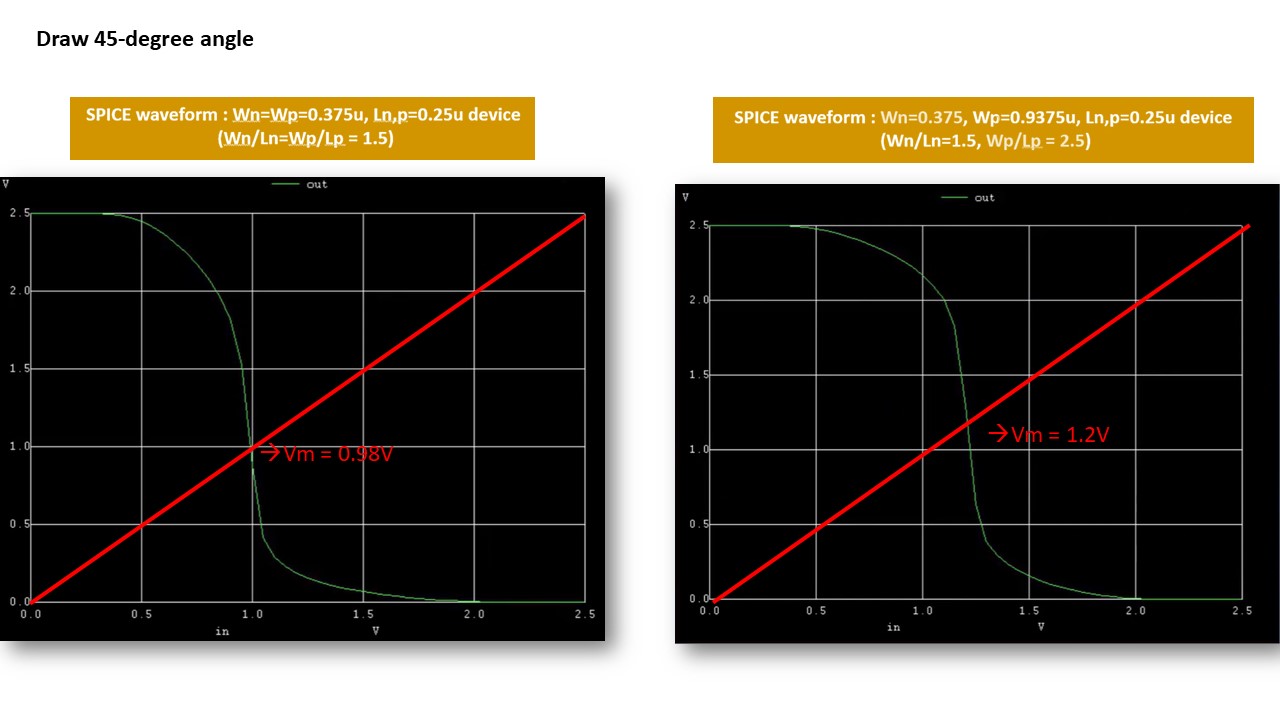 Draw 45-degree angle
SPICE waveform : Wn=Wp=0.375u, Ln,p=0.25u device
(Wn/Ln=Wp/Lp = 1.5)
SPICE waveform : Wn=0.375, Wp=0.9375u, Ln,p=0.25u device
(Wn/Ln=1.5, Wp/Lp = 2.5)
V
out
2.5
2.0
1.5
1.0
0.5
0.0
→Vm = 0.98V
0.0 0.5 1.0 1.5 2.0 2.5
in V
V
out
2.5
2.0
1.5
1.0
0.5
0.0
→Vm = 1.2V
0.0 0.5 1.0 1.5 2.0 2.5
in V